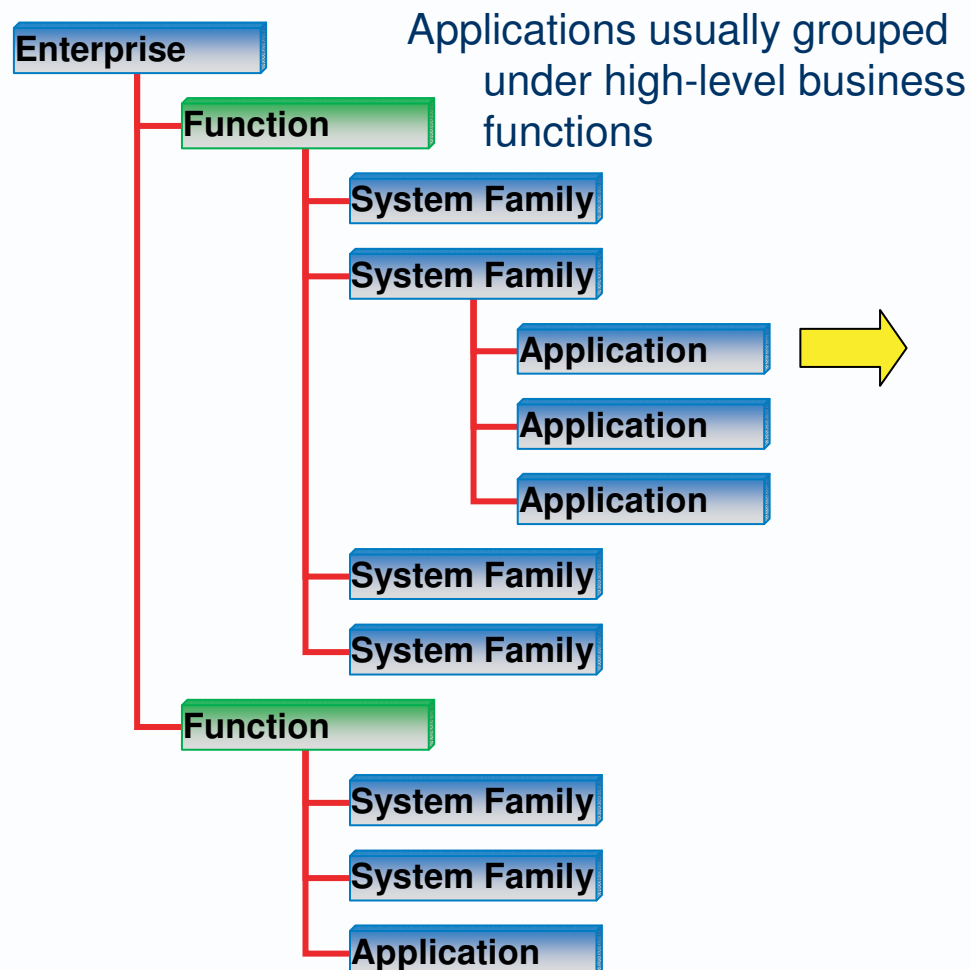 Enterprise
Applications usually grouped
under high-level business
functions
Function
System Family
System Family
Application
Application
Application
System Family
System Family
Function
System Family
System Family
Application